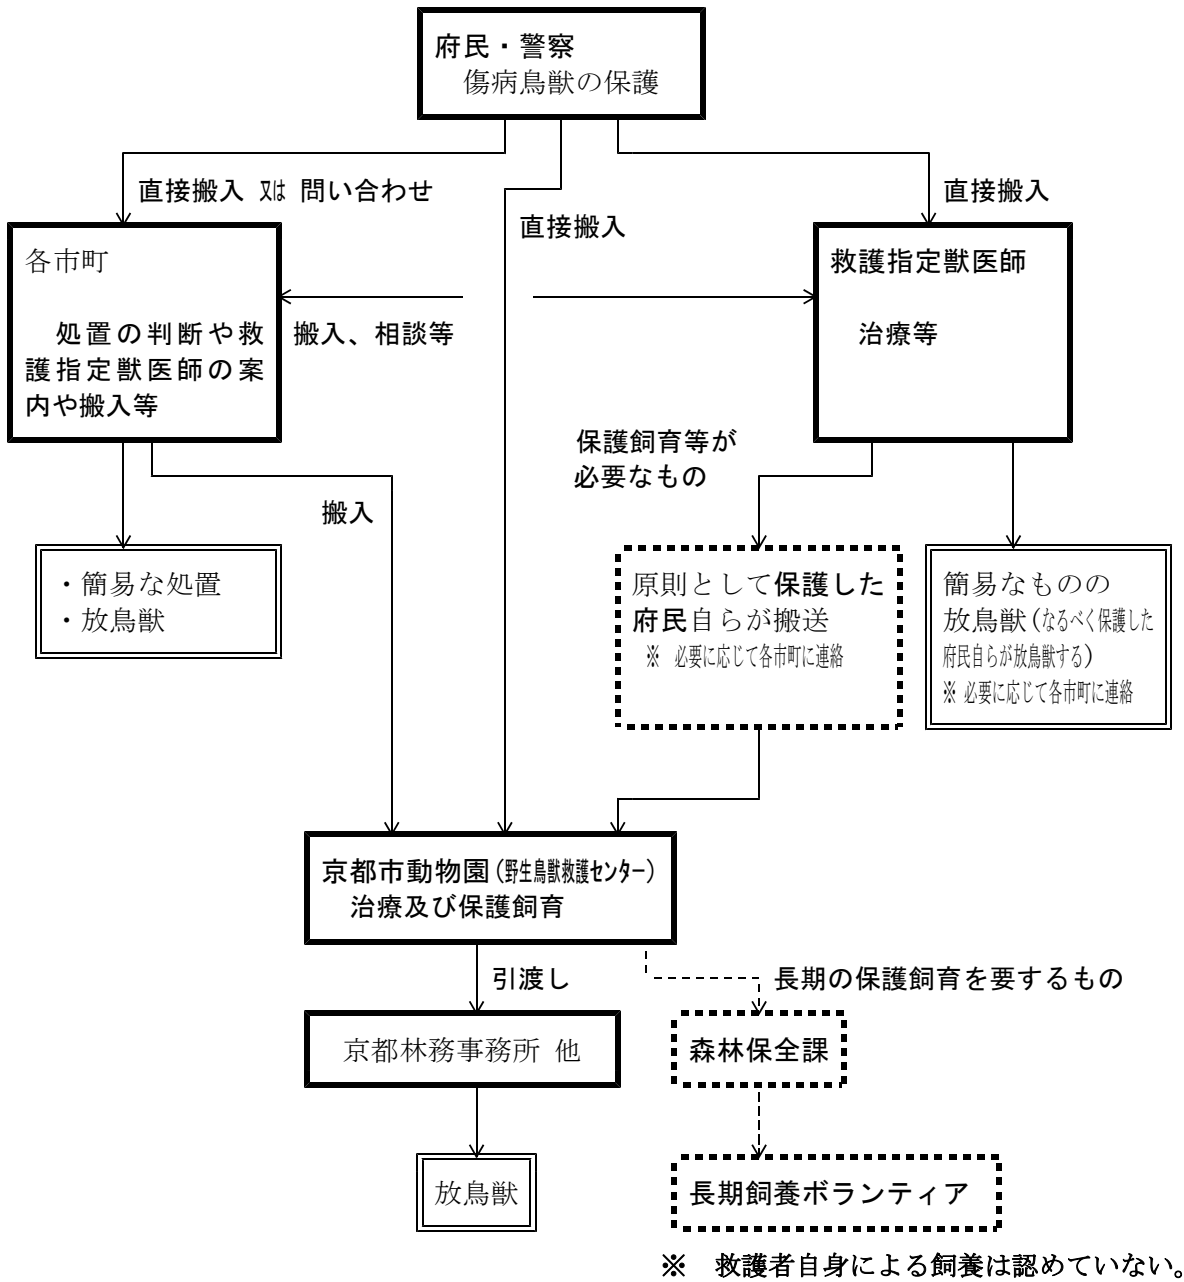 府民・警察
傷病鳥獣の保護
直接搬入 又は 問い合わせ
直接搬入
直接搬入
各市町
処置の判断や救
護指定獣医師の案
内や搬入等
搬入、相談等
救護指定獣医師
治療等
保護飼育等が
必要なもの
搬入
・簡易な処置
・放鳥獣
原則として保護した
府民自らが搬送
※ 必要に応じて各市町に連絡
簡易なものの
放鳥獣(なるべく保護した
府民自らが放鳥獣する)
※ 必要に応じて各市町に連絡
京都市動物園(野生鳥獣救護センター)
治療及び保護飼育
引渡し
長期の保護飼育を要するもの
京都林務事務所 他
森林保全課
放鳥獣
長期飼養ボランティア
※ 救護者自身による飼養は認めていない。